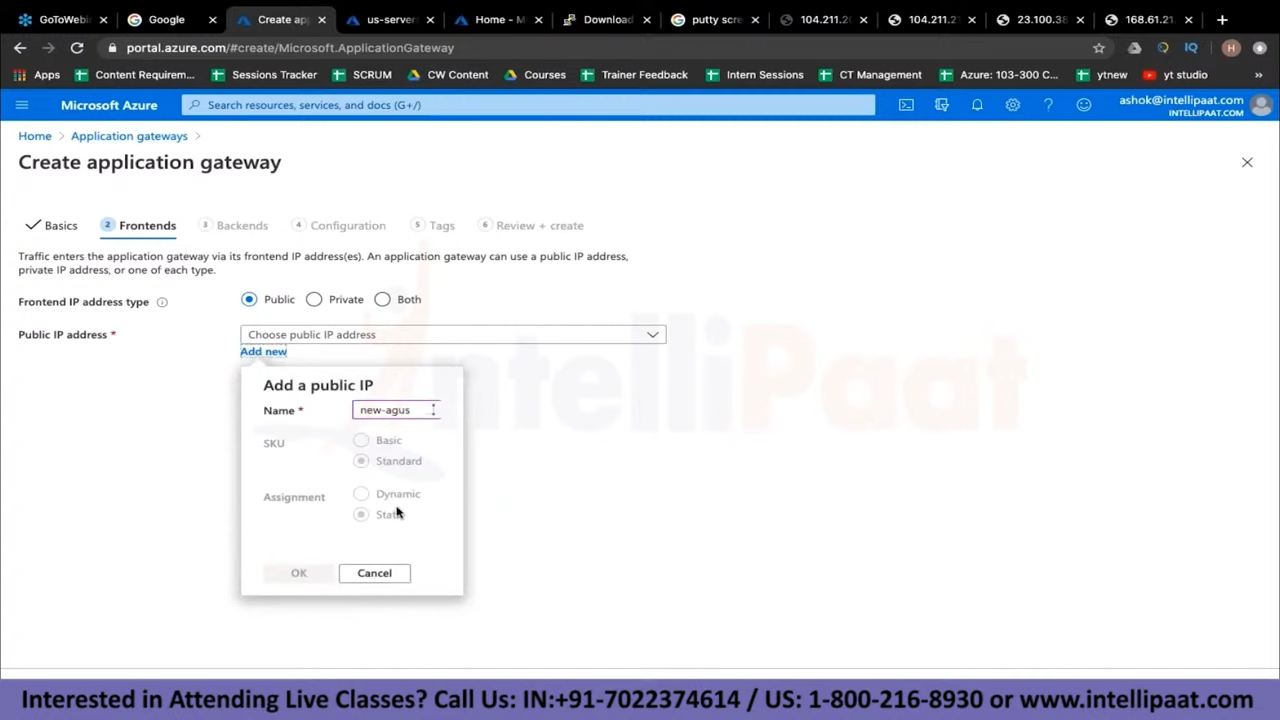 GoToWebin
Google
Create ap
us-server
Home - M
Download
putty scre
104.211.20
104.211.
23.100.38
168.61.21
portal.azure.com/#create/Microsoft.ApplicationGateway
H
Apps
Content Requirem...
Sessions Tracker
SCRUM
CW Content
Courses
Trainer Feedback
Intern Sessions
CT Management
Azure: 103-300 C...
ytnew
yt studio
»
Microsoft Azure
Search resources, services, and docs (G+/)
ashok@intellipaat.com
INTELLIPAAT.COM
Home > Application gateways >
Create application gateway
Basics
2 Frontends
3 Backends
4 Configuration
5 Tags
6 Review + create
Traffic enters the application gateway via its frontend IP address(es). An application gateway can use a public IP address,
private IP address, or one of each type.
Frontend IP address type
Public
Private
Both
Public IP address *
Choose public IP address
Add new
Add a public IP
Name *
new-agus
SKU
Basic
Standard
Assignment
Dynamic
Static
OK
Cancel
IntelliPaat
Interested in Attending Live Classes? Call Us: IN:+91-7022374614 / US: 1-800-216-8930 or www.intellipaat.com